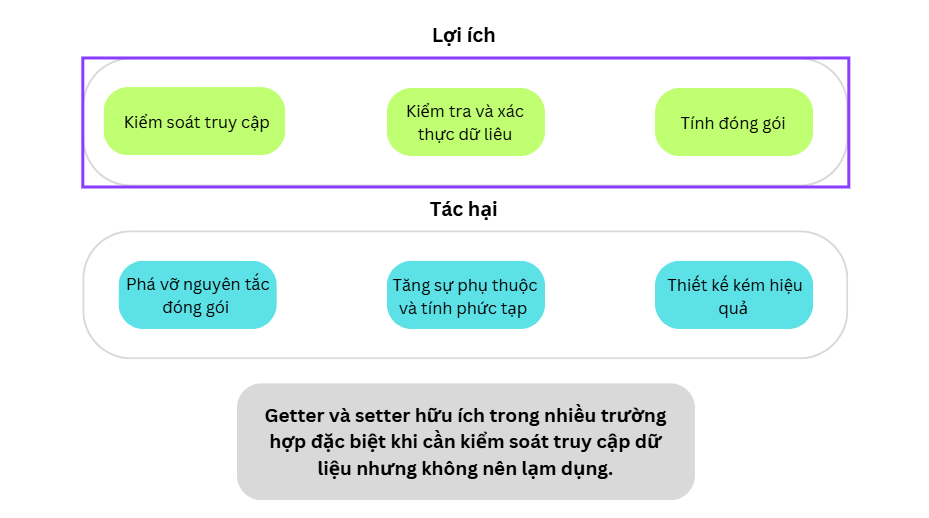 Lợi ích
Kiểm soát truy cập
Kiểm tra và xác
thực dữ liêu
Tính đóng gói
Tác hại
Phá vỡ nguyên tắc
đóng gói
Tăng sự phụ thuộc
và tính phức tạp
Thiết kế kém hiệu
quả
Getter và setter hữu ích trong nhiều trường
hợp đặc biệt khi cần kiểm soát truy cập dữ
liệu nhưng không nên lạm dụng.